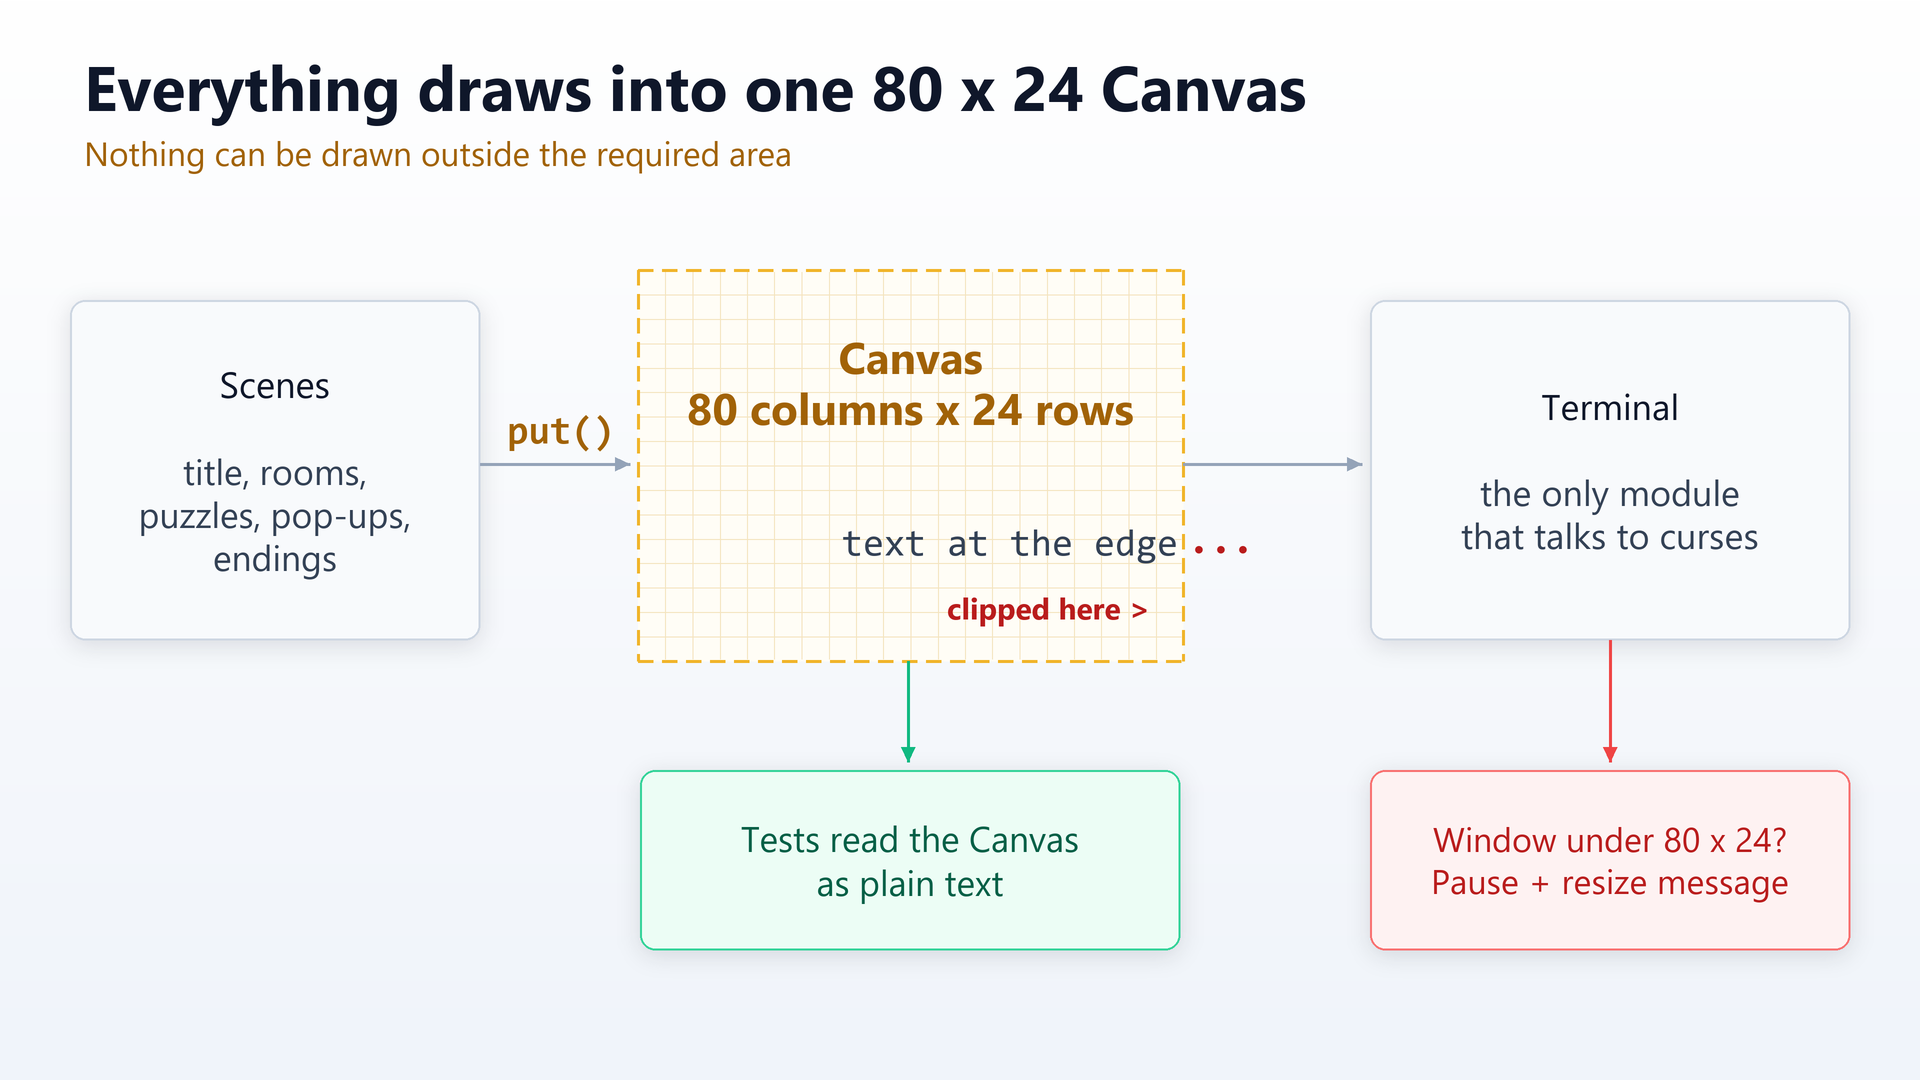 Everything draws into one 80 x 24 Canvas
Nothing can be drawn outside the required area
Scenes
title, rooms,
puzzles, pop-ups,
endings
put()
Canvas
80 columns x 24 rows
text at the edge...
clipped here >
Terminal
the only module
that talks to curses
Tests read the Canvas
as plain text
Window under 80 x 24?
Pause + resize message